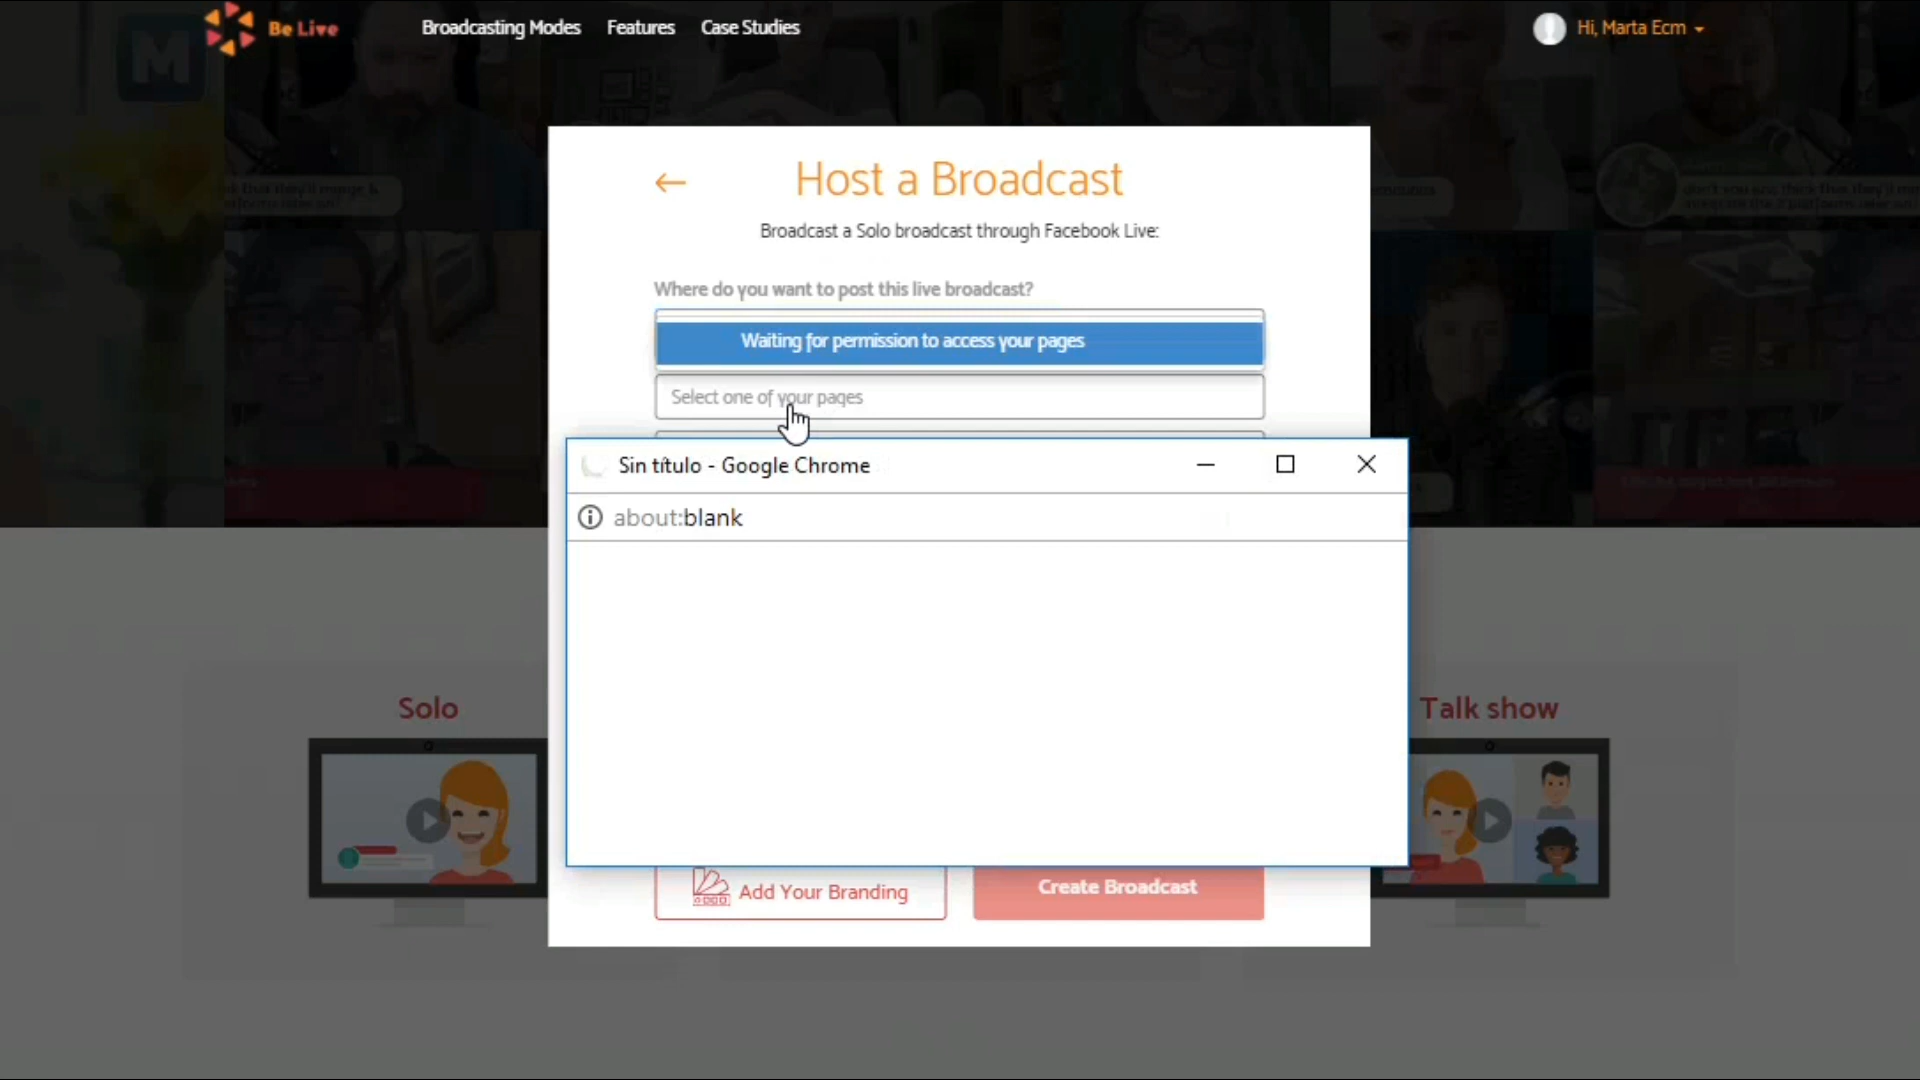 Be Live
Broadcasting Modes
Features
Case Studies
Hi, Marta Ecm
M
Host a Broadcast
Broadcast a Solo broadcast through Facebook Live:
Where do you want to post this live broadcast?
Waiting for permission to access your pages
Select one of your pages
Sin título - Google Chrome
about:blank
Solo
Talk show
Add Your Branding
Create Broadcast